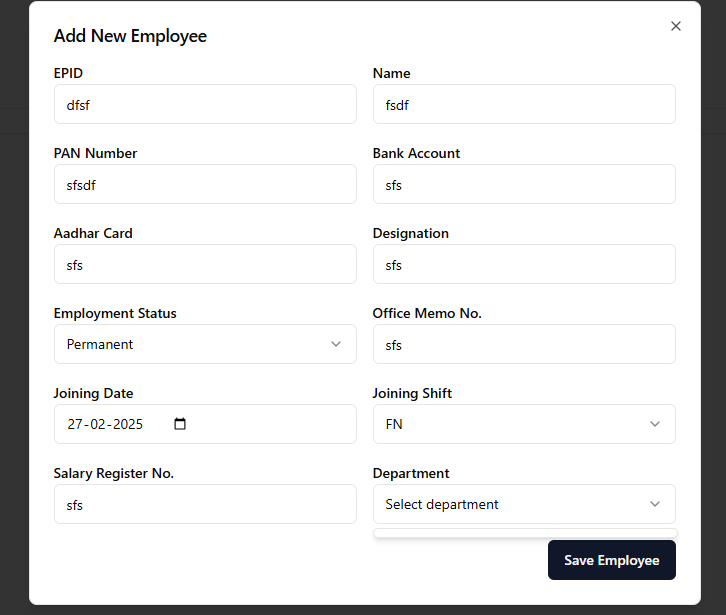 Add New Employee
EPID
Name
dfsf
fsdf
PAN Number
Bank Account
sfsdf
sfs
Aadhar Card
Designation
sfs
sfs
Employment Status
Office Memo No.
Permanent
sfs
Joining Date
Joining Shift
27-02-2025
FN
Salary Register No.
Department
sfs
Select department
Save Employee